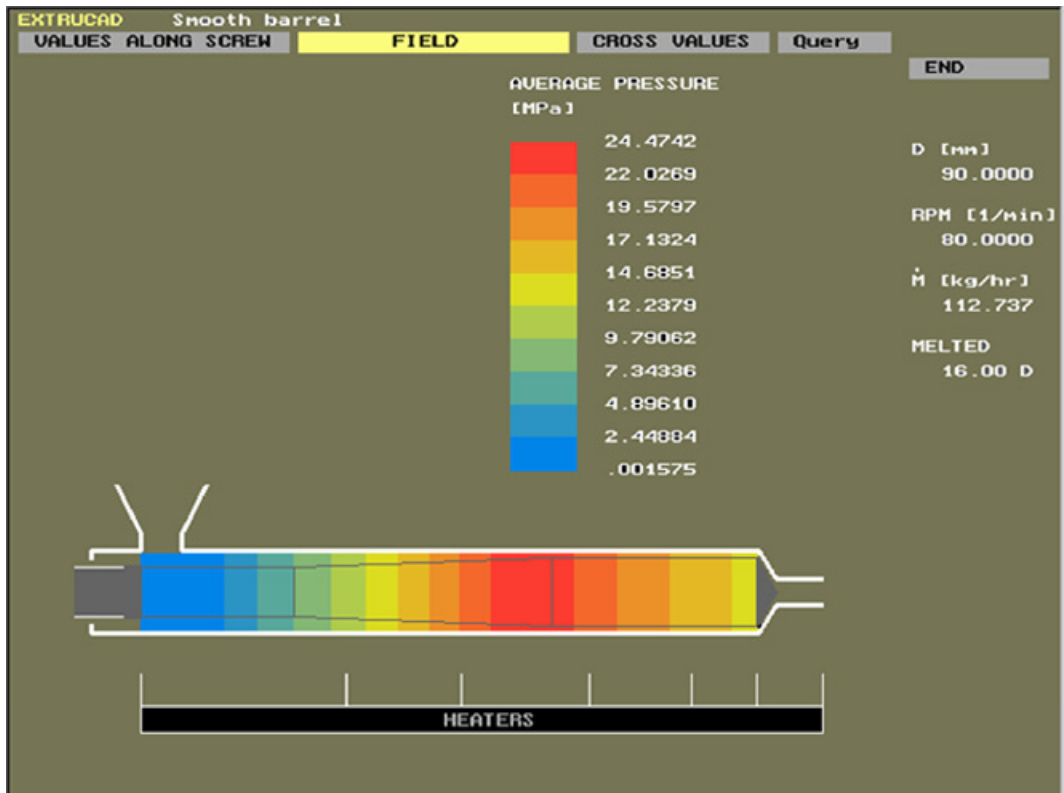 EXTRUCAD Smooth barrel
VALUES ALONG SCREW FIELD CROSS VALUES Query
END
AVERAGE PRESSURE
[MPa]
24.4742
22.0269
19.5797
17.1324
14.6851
12.2379
9.79062
7.34336
4.89610
2.44884
.001575
D [mm]
90.0000
RPM [1/min]
80.0000
Ṁ [kg/hr]
112.737
MELTED
16.00 D
HEATERS